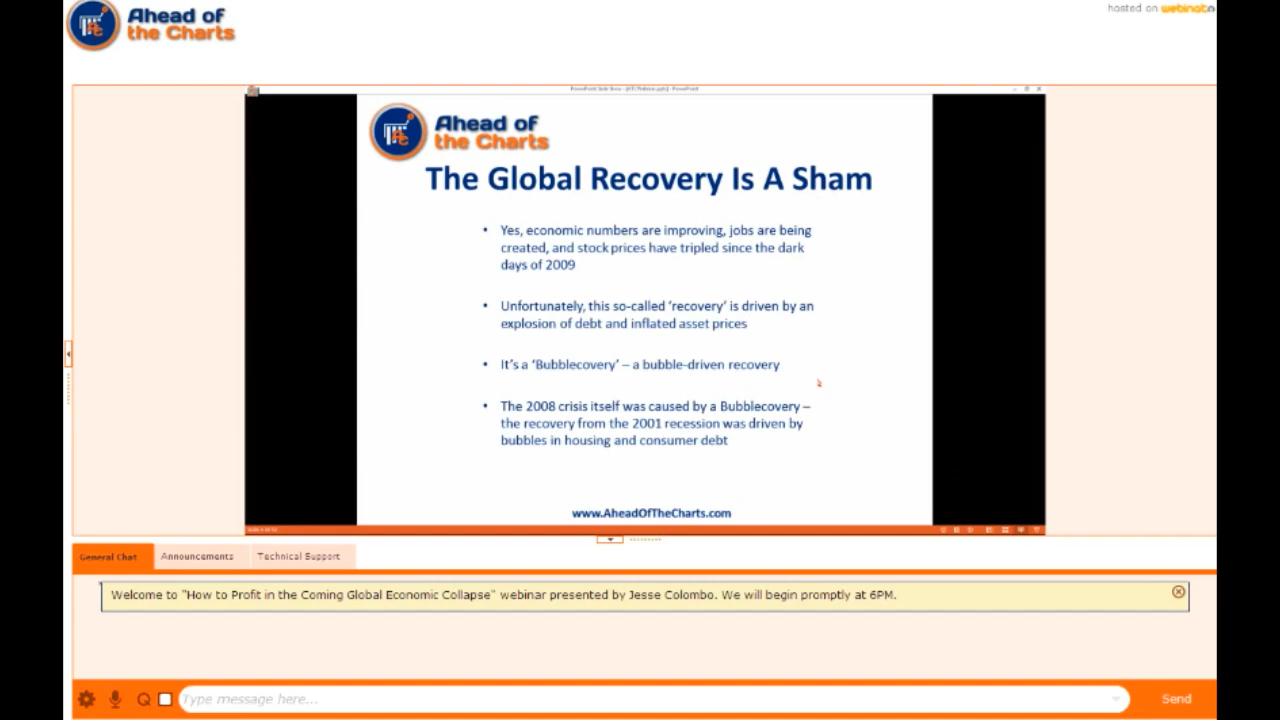 Ahead of
the Charts
hosted on
PowerPoint
Ahead of
the Charts
The Global Recovery Is A Sham
• Yes, economic numbers are improving, jobs are being
created, and stock prices have tripled since the dark
days of 2009
• Unfortunately, this so-called ‘recovery’ is driven by an
explosion of debt and inflated asset prices
• It’s a ‘Bubblecovery’ – a bubble-driven recovery
• The 2008 crisis itself was caused by a Bubblecovery –
the recovery from the 2001 recession was driven by
bubbles in housing and consumer debt
www.AheadOfTheCharts.com
General Chat Announcements Technical Support
Welcome to "How to Profit in the Coming Global Economic Collapse" webinar presented by Jesse Colombo. We will begin promptly at 6PM.
Type message here... Send